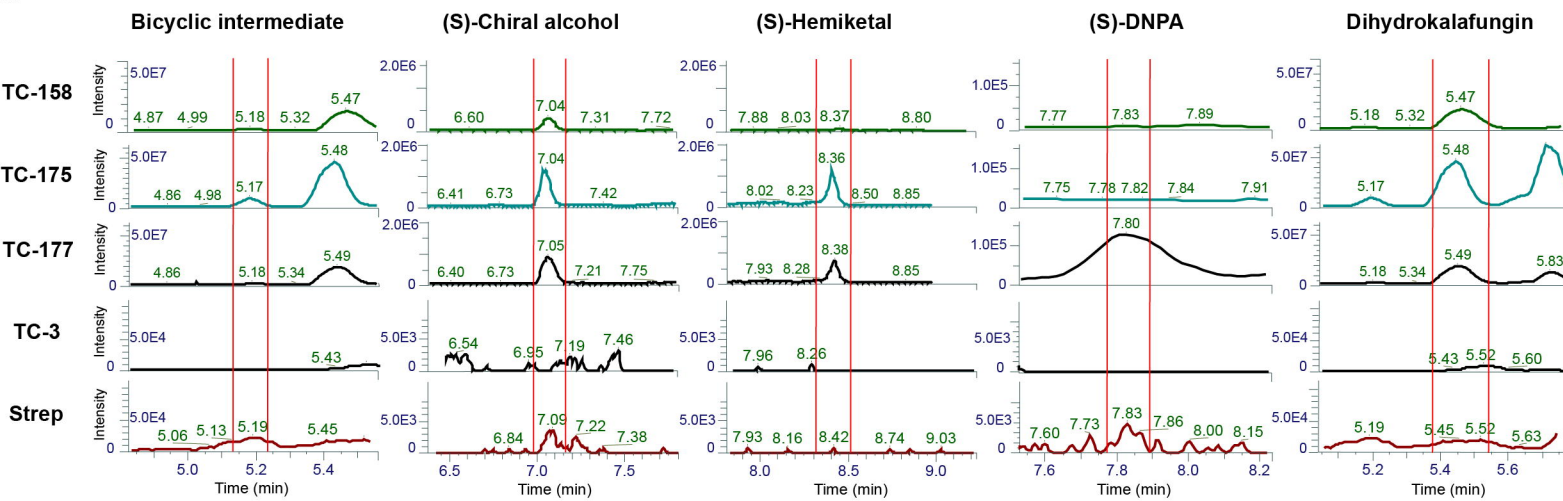 Bicyclic intermediate (S)-Chiral alcohol (S)-Hemiketal (S)-DNPA Dihydrokalafungin
TC-158
Intensity
5.0E7
0
4.87 4.99 5.18 5.32 5.47
2.0E6
0
6.60 7.04 7.31 7.72
2.0E6
0
7.88 8.03 8.37 8.80
1.0E5
0
7.77 7.83 7.89
5.0E7
0
5.18 5.32 5.47
TC-175
Intensity
5.0E7
0
4.86 4.98 5.17 5.48
2.0E6
0
6.41 6.73 7.04 7.42
2.0E6
0
8.02 8.23 8.36 8.50 8.85
1.0E5
0
7.75 7.78 7.82 7.84 7.91
5.0E7
0
5.17 5.48
TC-177
Intensity
5.0E7
0
4.86 5.18 5.34 5.49
2.0E6
0
6.40 6.73 7.05 7.21 7.75
2.0E6
0
7.93 8.28 8.38 8.85
1.0E5
0
7.80
5.0E7
0
5.18 5.34 5.49 5.83
TC-3
Intensity
5.0E4
0
5.43
5.0E3
0
6.54 6.95 7.19 7.46
5.0E3
0
7.96 8.26
5.0E3
0
5.0E4
0
5.43 5.52 5.60
Strep
Intensity
5.0E4
0
5.06 5.13 5.19 5.45
5.0E3
0
6.84 7.09 7.22 7.38
5.0E3
0
7.93 8.16 8.42 8.74 9.03
5.0E3
0
7.60 7.73 7.83 7.86 8.00 8.15
5.0E4
0
5.19 5.45 5.52 5.63
5.0 5.2 5.4
Time (min)
6.5 7.0 7.5
Time (min)
8.0 8.5 9.0
Time (min)
7.6 7.8 8.0 8.2
Time (min)
5.2 5.4 5.6
Time (min)